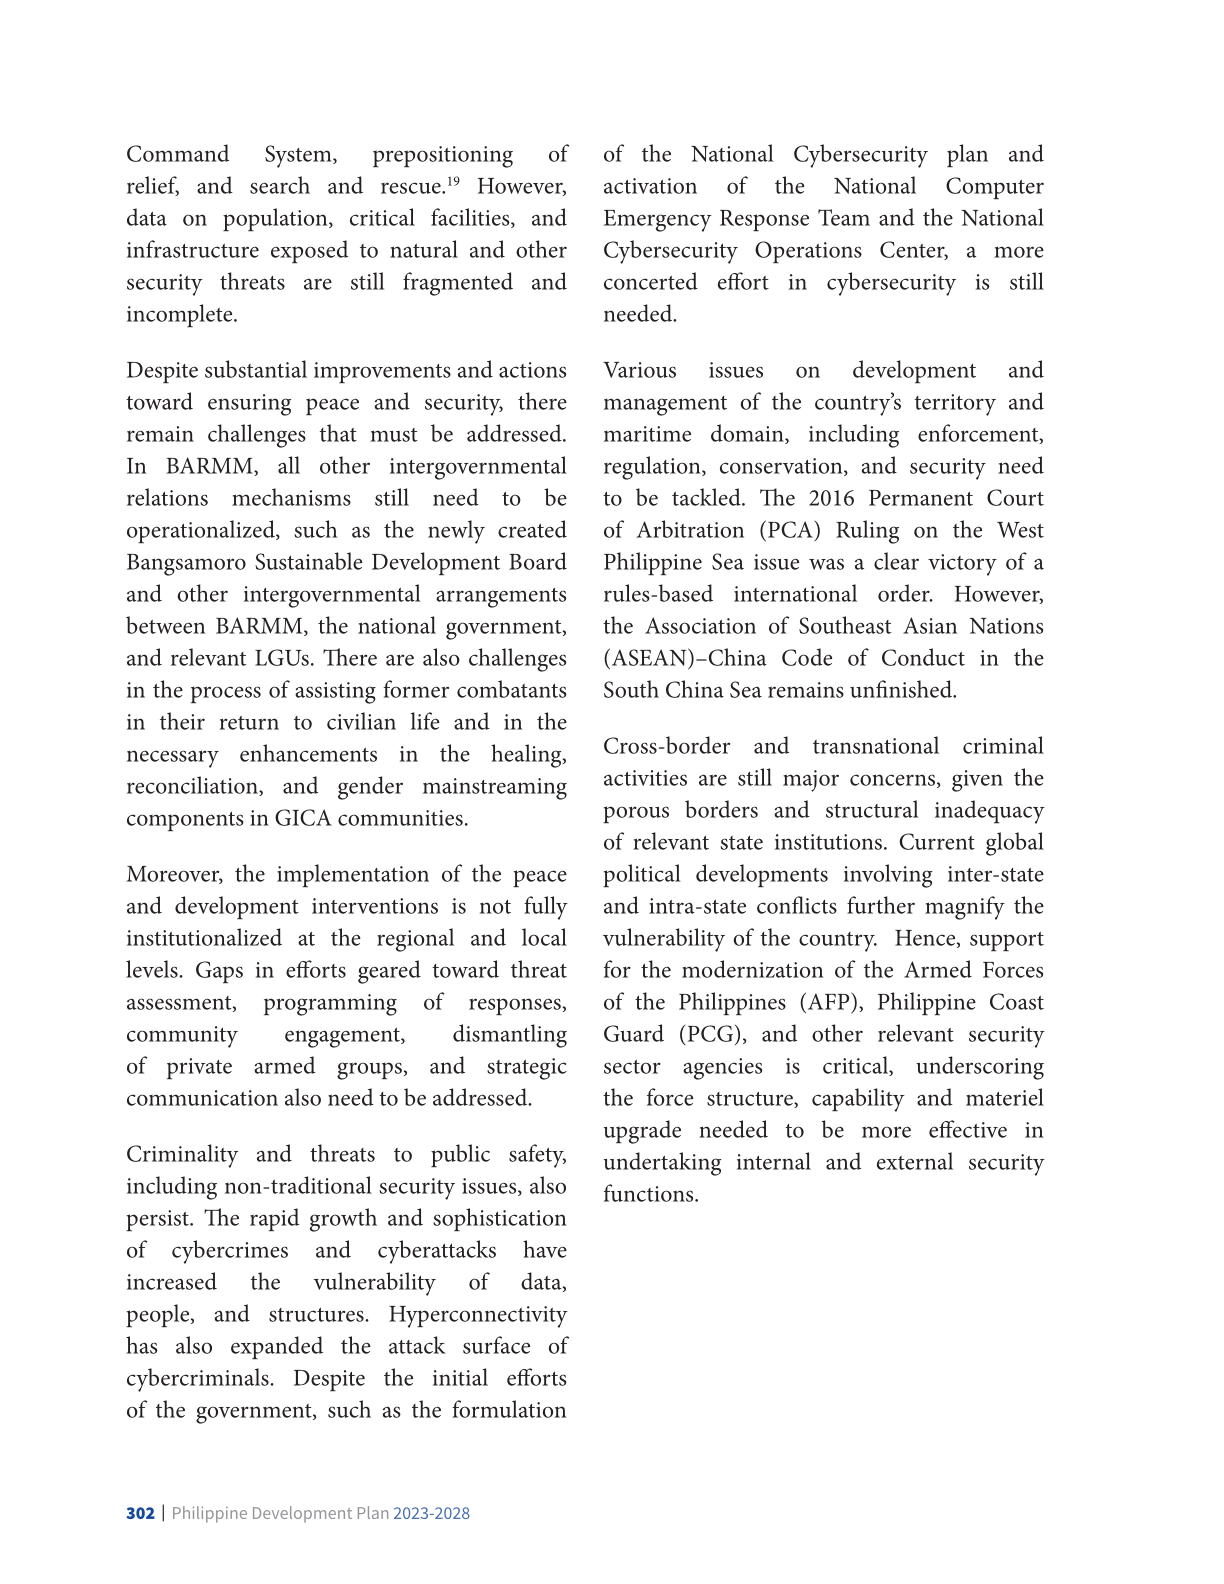 Command System, prepositioning of
relief, and search and rescue.19 However,
data on population, critical facilities, and
infrastructure exposed to natural and other
security threats are still fragmented and
incomplete.
Despite substantial improvements and actions
toward ensuring peace and security, there
remain challenges that must be addressed.
In BARMM, all other intergovernmental
relations mechanisms still need to be
operationalized, such as the newly created
Bangsamoro Sustainable Development Board
and other intergovernmental arrangements
between BARMM, the national government,
and relevant LGUs. There are also challenges
in the process of assisting former combatants
in their return to civilian life and in the
necessary enhancements in the healing,
reconciliation, and gender mainstreaming
components in GICA communities.
Moreover, the implementation of the peace
and development interventions is not fully
institutionalized at the regional and local
levels. Gaps in efforts geared toward threat
assessment, programming of responses,
community engagement, dismantling
of private armed groups, and strategic
communication also need to be addressed.
Criminality and threats to public safety,
including non-traditional security issues, also
persist. The rapid growth and sophistication
of cybercrimes and cyberattacks have
increased the vulnerability of data,
people, and structures. Hyperconnectivity
has also expanded the attack surface of
cybercriminals. Despite the initial efforts
of the government, such as the formulation
of the National Cybersecurity plan and
activation of the National Computer
Emergency Response Team and the National
Cybersecurity Operations Center, a more
concerted effort in cybersecurity is still
needed.
Various issues on development and
management of the country’s territory and
maritime domain, including enforcement,
regulation, conservation, and security need
to be tackled. The 2016 Permanent Court
of Arbitration (PCA) Ruling on the West
Philippine Sea issue was a clear victory of a
rules-based international order. However,
the Association of Southeast Asian Nations
(ASEAN)–China Code of Conduct in the
South China Sea remains unfinished.
Cross-border and transnational criminal
activities are still major concerns, given the
porous borders and structural inadequacy
of relevant state institutions. Current global
political developments involving inter-state
and intra-state conflicts further magnify the
vulnerability of the country. Hence, support
for the modernization of the Armed Forces
of the Philippines (AFP), Philippine Coast
Guard (PCG), and other relevant security
sector agencies is critical, underscoring
the force structure, capability and materiel
upgrade needed to be more effective in
undertaking internal and external security
functions.
302 | Philippine Development Plan 2023-2028